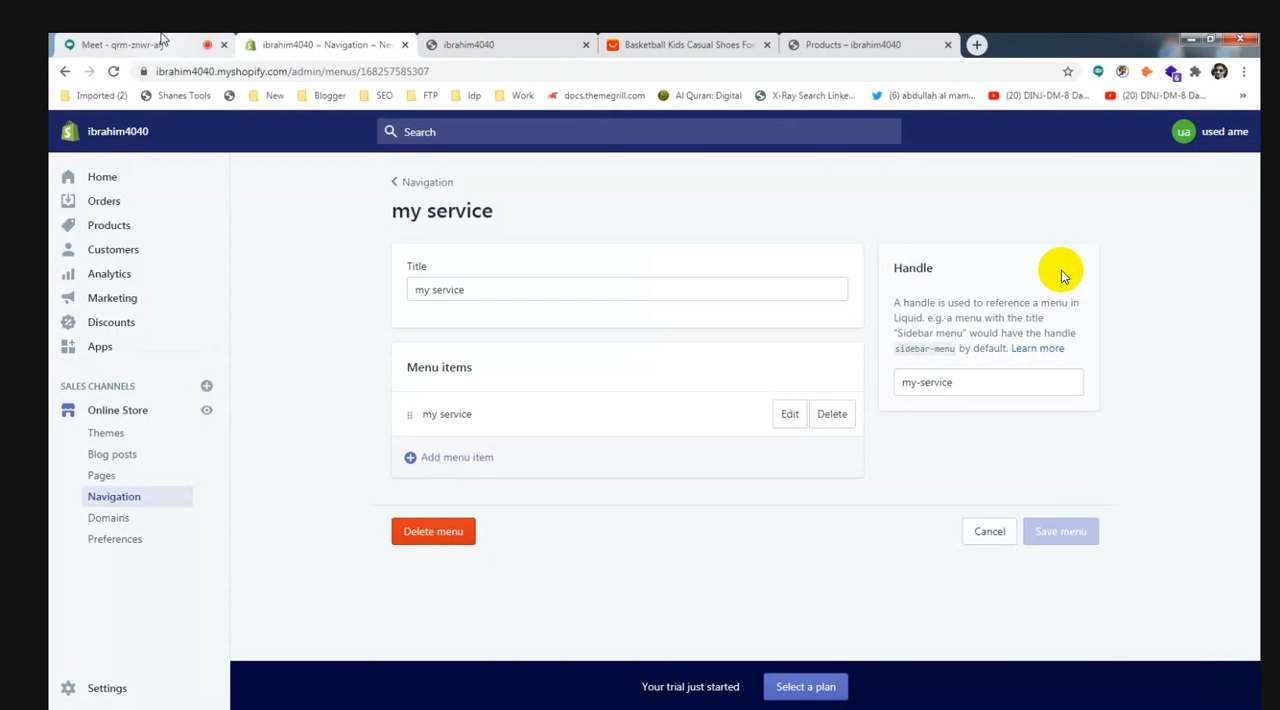 Meet - qrm-znwr-
ibrahim4040 ~ Navigation ~ Ne
ibrahim4040
Basketball Kids Casual Shoes Fo
Products ~ ibrahim4040
ibrahim4040.myshopify.com/admin/menus/168257585307
Imported (2)
Shanes Tools
New
Blogger
SEO
FTP
Idp
Work
docs.themegrill.com
Al Quran: Digital
X-Ray Search Linke...
(6) abdullah al mam...
(20) DINJ-DM-8 Da...
(20) DINJ-DM-8 Da...
»
ibrahim4040
Search
ua
used ame
Home
Orders
Products
Customers
Analytics
Marketing
Discounts
Apps
SALES CHANNELS
Online Store
Themes
Blog posts
Pages
Navigation
Domains
Preferences
Settings
Navigation
my service
Title
my service
Menu items
my service
Edit
Delete
Add menu item
Handle
A handle is used to reference a menu in
Liquid. e.g. a menu with the title
"Sidebar menu" would have the handle
sidebar-menu by default. Learn more
my-service
Delete menu
Cancel
Save menu
Your trial just started
Select a plan